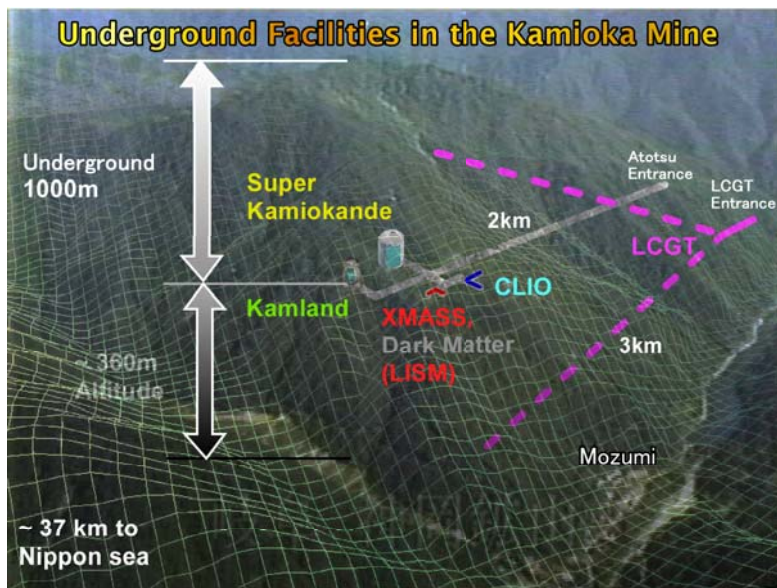 Underground Facilities in the Kamioka Mine
Underground
1000m
Super
Kamiokande
Atotsu
Entrance
LCGT
Entrance
2km
LCGT
Kamland
CLIO
XMASS,
Dark Matter
(LISM)
3km
~ 360m
Altitude
Mozumi
~ 37 km to
Nippon sea